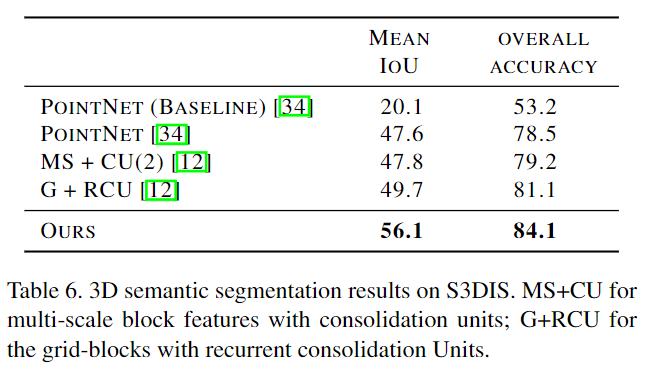 MEAN OVERALL
IOU ACCURACY
POINTNET (BASELINE) [34] 20.1 53.2
POINTNET [34] 47.6 78.5
MS + CU(2) [12] 47.8 79.2
G + RCU [12] 49.7 81.1
OURS 56.1 84.1
Table 6. 3D semantic segmentation results on S3DIS. MS+CU for
multi-scale block features with consolidation units; G+RCU for
the grid-blocks with recurrent consolidation Units.